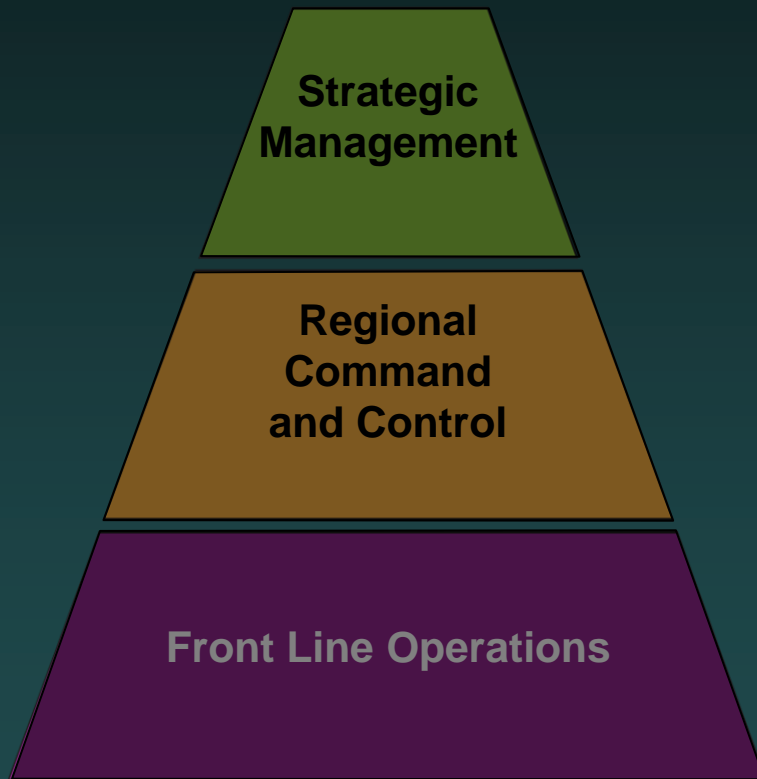 Strategic
Management
Regional
Command
and Control
Front Line Operations